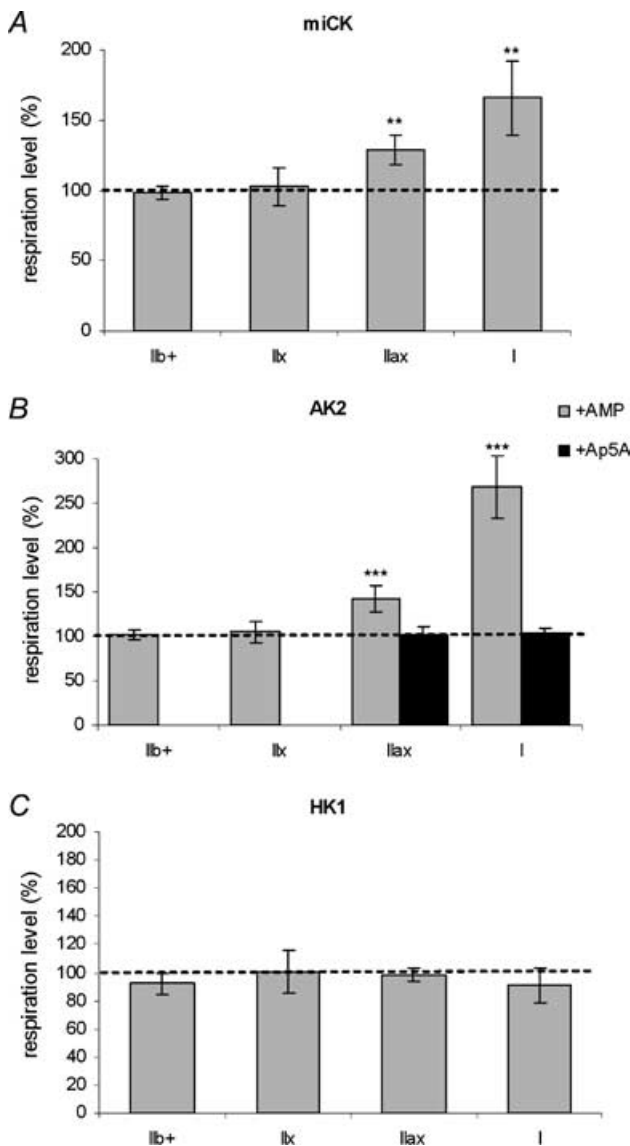 A
miCK
respiration level (%)
200
150
100
50
0
**
**
IIb+
IIx
IIax
I
B
AK2
+AMP
+Ap5A
respiration level (%)
300
250
200
150
100
50
0
***
***
IIb+
IIx
IIax
I
C
HK1
respiration level (%)
200
180
160
140
120
100
80
60
40
20
0
IIb+
IIx
IIax
I